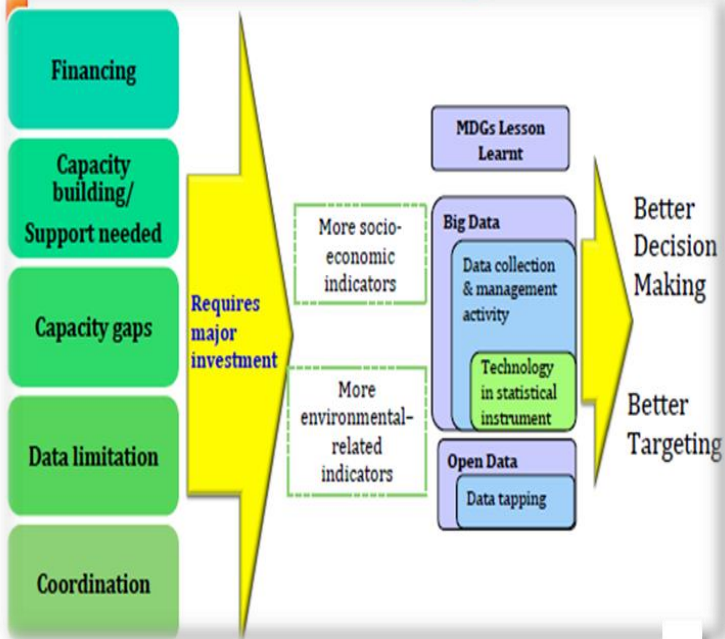 Financing
Capacity
building/
Support needed
Capacity gaps
Data limitation
Coordination
Requires
major
investment
More socio-
economic
indicators
More
environmental–
related
indicators
MDGs Lesson
Learnt
Big Data
Data collection
& management
activity
Technology
in statistical
instrument
Open Data
Data tapping
Better
Decision
Making
Better
Targeting